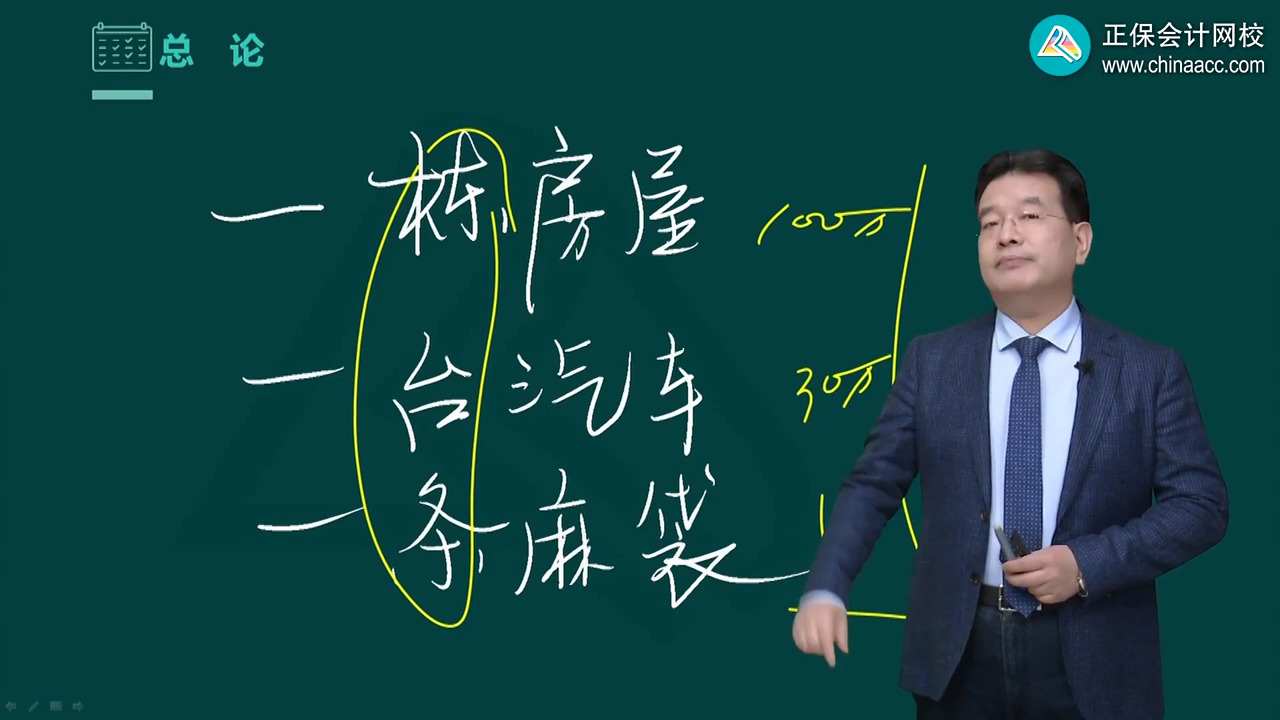 总 论
正保会计网校
www.chinaacc.com
一栋房屋 100万
一台汽车 30万
一条麻袋 1